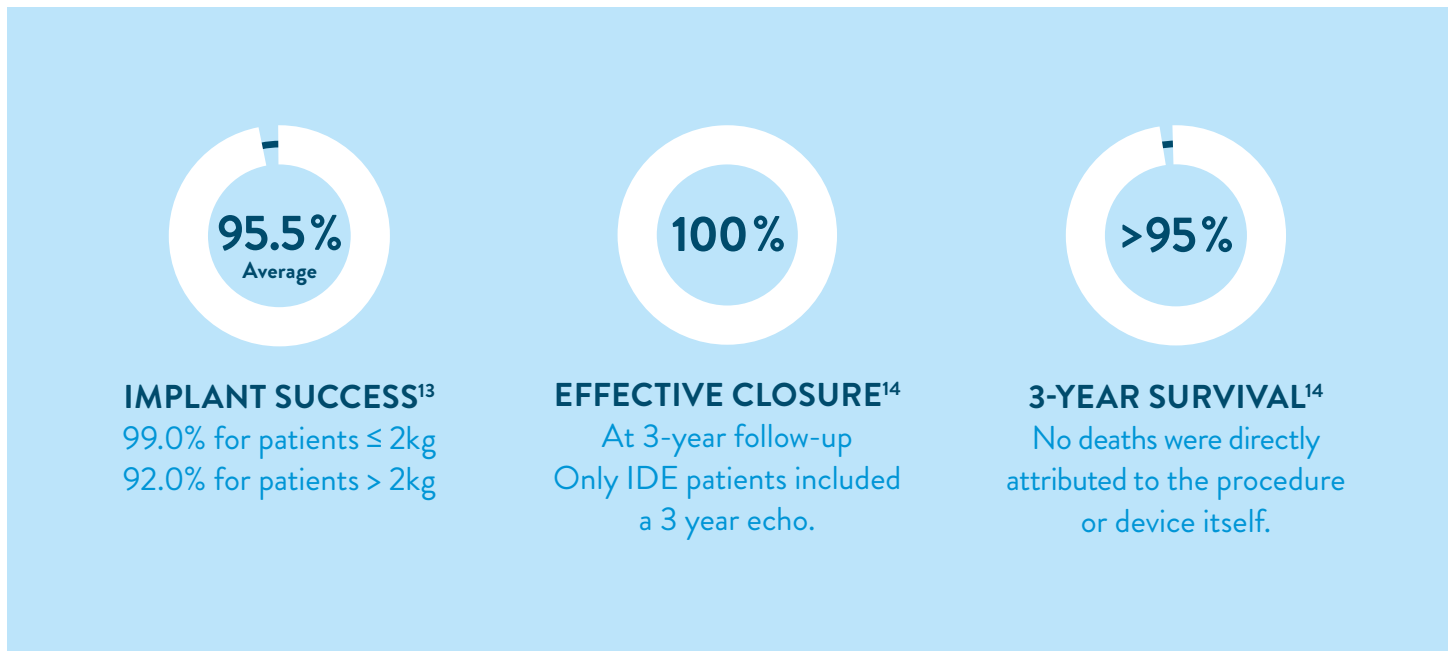 95.5%
Average
IMPLANT SUCCESS¹³
99.0% for patients ≤ 2kg
92.0% for patients > 2kg
100%
EFFECTIVE CLOSURE¹⁴
At 3-year follow-up
Only IDE patients included
a 3 year echo.
>95%
3-YEAR SURVIVAL¹⁴
No deaths were directly
attributed to the procedure
or device itself.